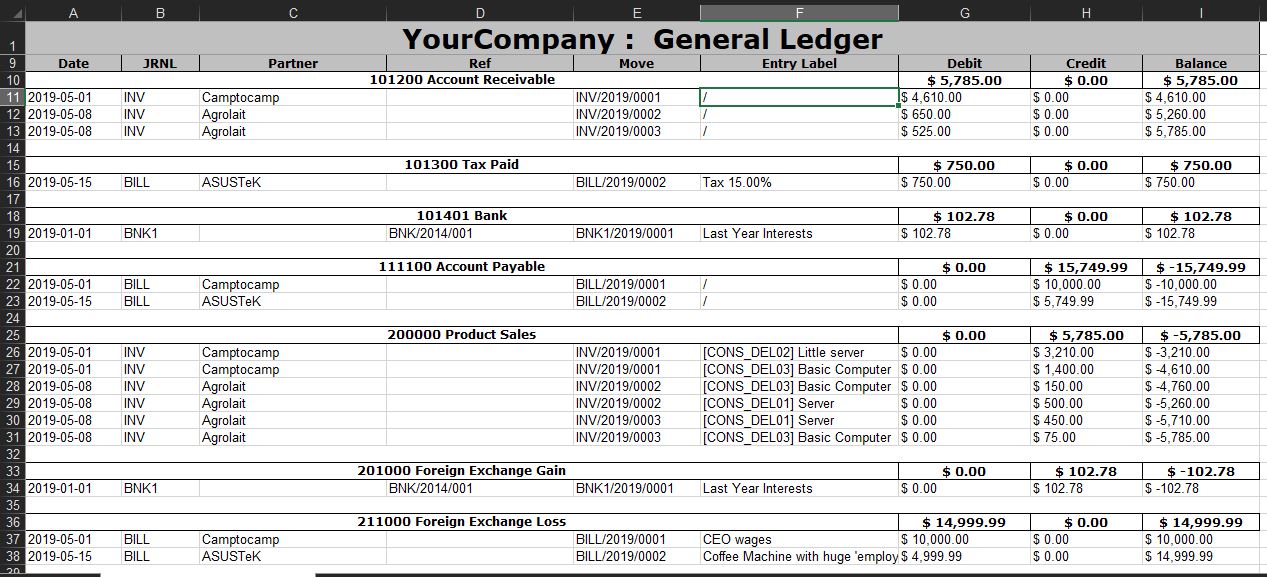 A B C D E F G H I
1 YourCompany : General Ledger
9 Date JRNL Partner Ref Move Entry Label Debit Credit Balance
10 101200 Account Receivable $ 5,785.00 $ 0.00 $ 5,785.00
11 2019-05-01 INV Camptocamp INV/2019/0001 / $ 4,610.00 $ 0.00 $ 4,610.00
12 2019-05-08 INV Agrolait INV/2019/0002 / $ 650.00 $ 0.00 $ 5,260.00
13 2019-05-08 INV Agrolait INV/2019/0003 / $ 525.00 $ 0.00 $ 5,785.00
14
15 101300 Tax Paid $ 750.00 $ 0.00 $ 750.00
16 2019-05-15 BILL ASUSTeK BILL/2019/0002 Tax 15.00% $ 750.00 $ 0.00 $ 750.00
17
18 101401 Bank $ 102.78 $ 0.00 $ 102.78
19 2019-01-01 BNK1 BNK/2014/001 BNK1/2019/0001 Last Year Interests $ 102.78 $ 0.00 $ 102.78
20
21 111100 Account Payable $ 0.00 $ 15,749.99 $ -15,749.99
22 2019-05-01 BILL Camptocamp BILL/2019/0001 / $ 0.00 $ 10,000.00 $ -10,000.00
23 2019-05-15 BILL ASUSTeK BILL/2019/0002 / $ 0.00 $ 5,749.99 $ -15,749.99
24
25 200000 Product Sales $ 0.00 $ 5,785.00 $ -5,785.00
26 2019-05-01 INV Camptocamp INV/2019/0001 [CONS_DEL02] Little server $ 0.00 $ 3,210.00 $ -3,210.00
27 2019-05-01 INV Camptocamp INV/2019/0001 [CONS_DEL03] Basic Computer $ 0.00 $ 1,400.00 $ -4,610.00
28 2019-05-08 INV Agrolait INV/2019/0002 [CONS_DEL03] Basic Computer $ 0.00 $ 150.00 $ -4,760.00
29 2019-05-08 INV Agrolait INV/2019/0002 [CONS_DEL01] Server $ 0.00 $ 500.00 $ -5,260.00
30 2019-05-08 INV Agrolait INV/2019/0003 [CONS_DEL01] Server $ 0.00 $ 450.00 $ -5,710.00
31 2019-05-08 INV Agrolait INV/2019/0003 [CONS_DEL03] Basic Computer $ 0.00 $ 75.00 $ -5,785.00
32
33 201000 Foreign Exchange Gain $ 0.00 $ 102.78 $ -102.78
34 2019-01-01 BNK1 BNK/2014/001 BNK1/2019/0001 Last Year Interests $ 0.00 $ 102.78 $ -102.78
35
36 211000 Foreign Exchange Loss $ 14,999.99 $ 0.00 $ 14,999.99
37 2019-05-01 BILL Camptocamp BILL/2019/0001 CEO wages $ 10,000.00 $ 0.00 $ 10,000.00
38 2019-05-15 BILL ASUSTeK BILL/2019/0002 Coffee Machine with huge 'employ $ 4,999.99 $ 0.00 $ 14,999.99
39